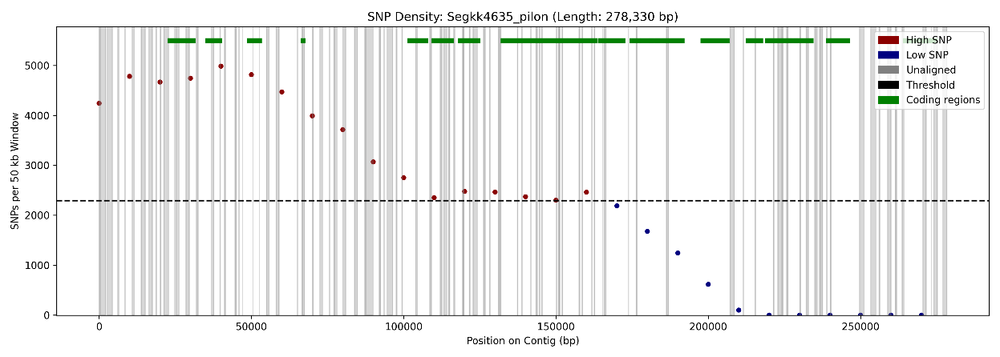 SNP Density: Segkk4635_pilon (Length: 278,330 bp)
High SNP
Low SNP
Unaligned
Threshold
Coding regions
SNPs per 50 kb Window
5000
4000
3000
2000
1000
0
0 50000 100000 150000 200000 250000
Position on Contig (bp)